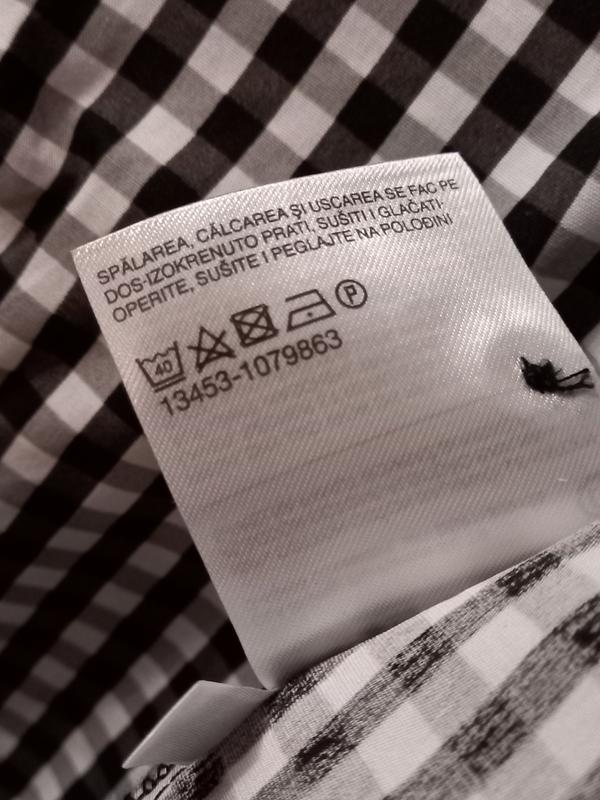 SPĂLAREA, CĂLCAREA ȘI USCAREA SE FAC PE
DOS-IZOKRENUTO PRATI, SUŠITI I GLAČATI-
OPERITE, SUŠITE I PEGLAJTE NA POLOĐINI
40 P
13453-1079863